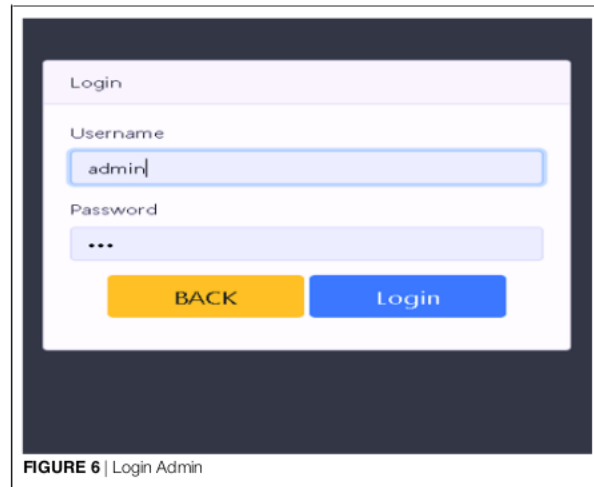 Login
Username
admin
Password
•••
BACK Login
FIGURE 6 | Login Admin